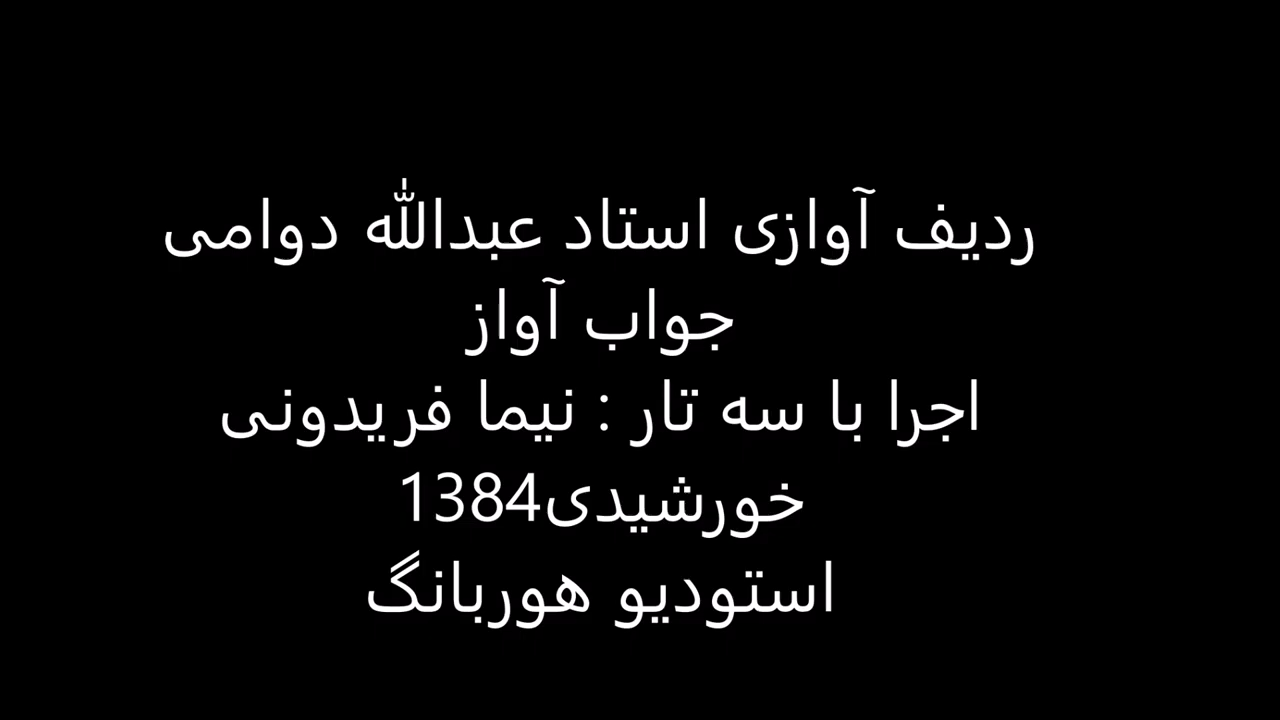 ردیف آوازی استاد عبدالله دوامی
جواب آواز
اجرا با سه تار : نیما فریدونی
خورشیدی1384
استودیو هوربانگ